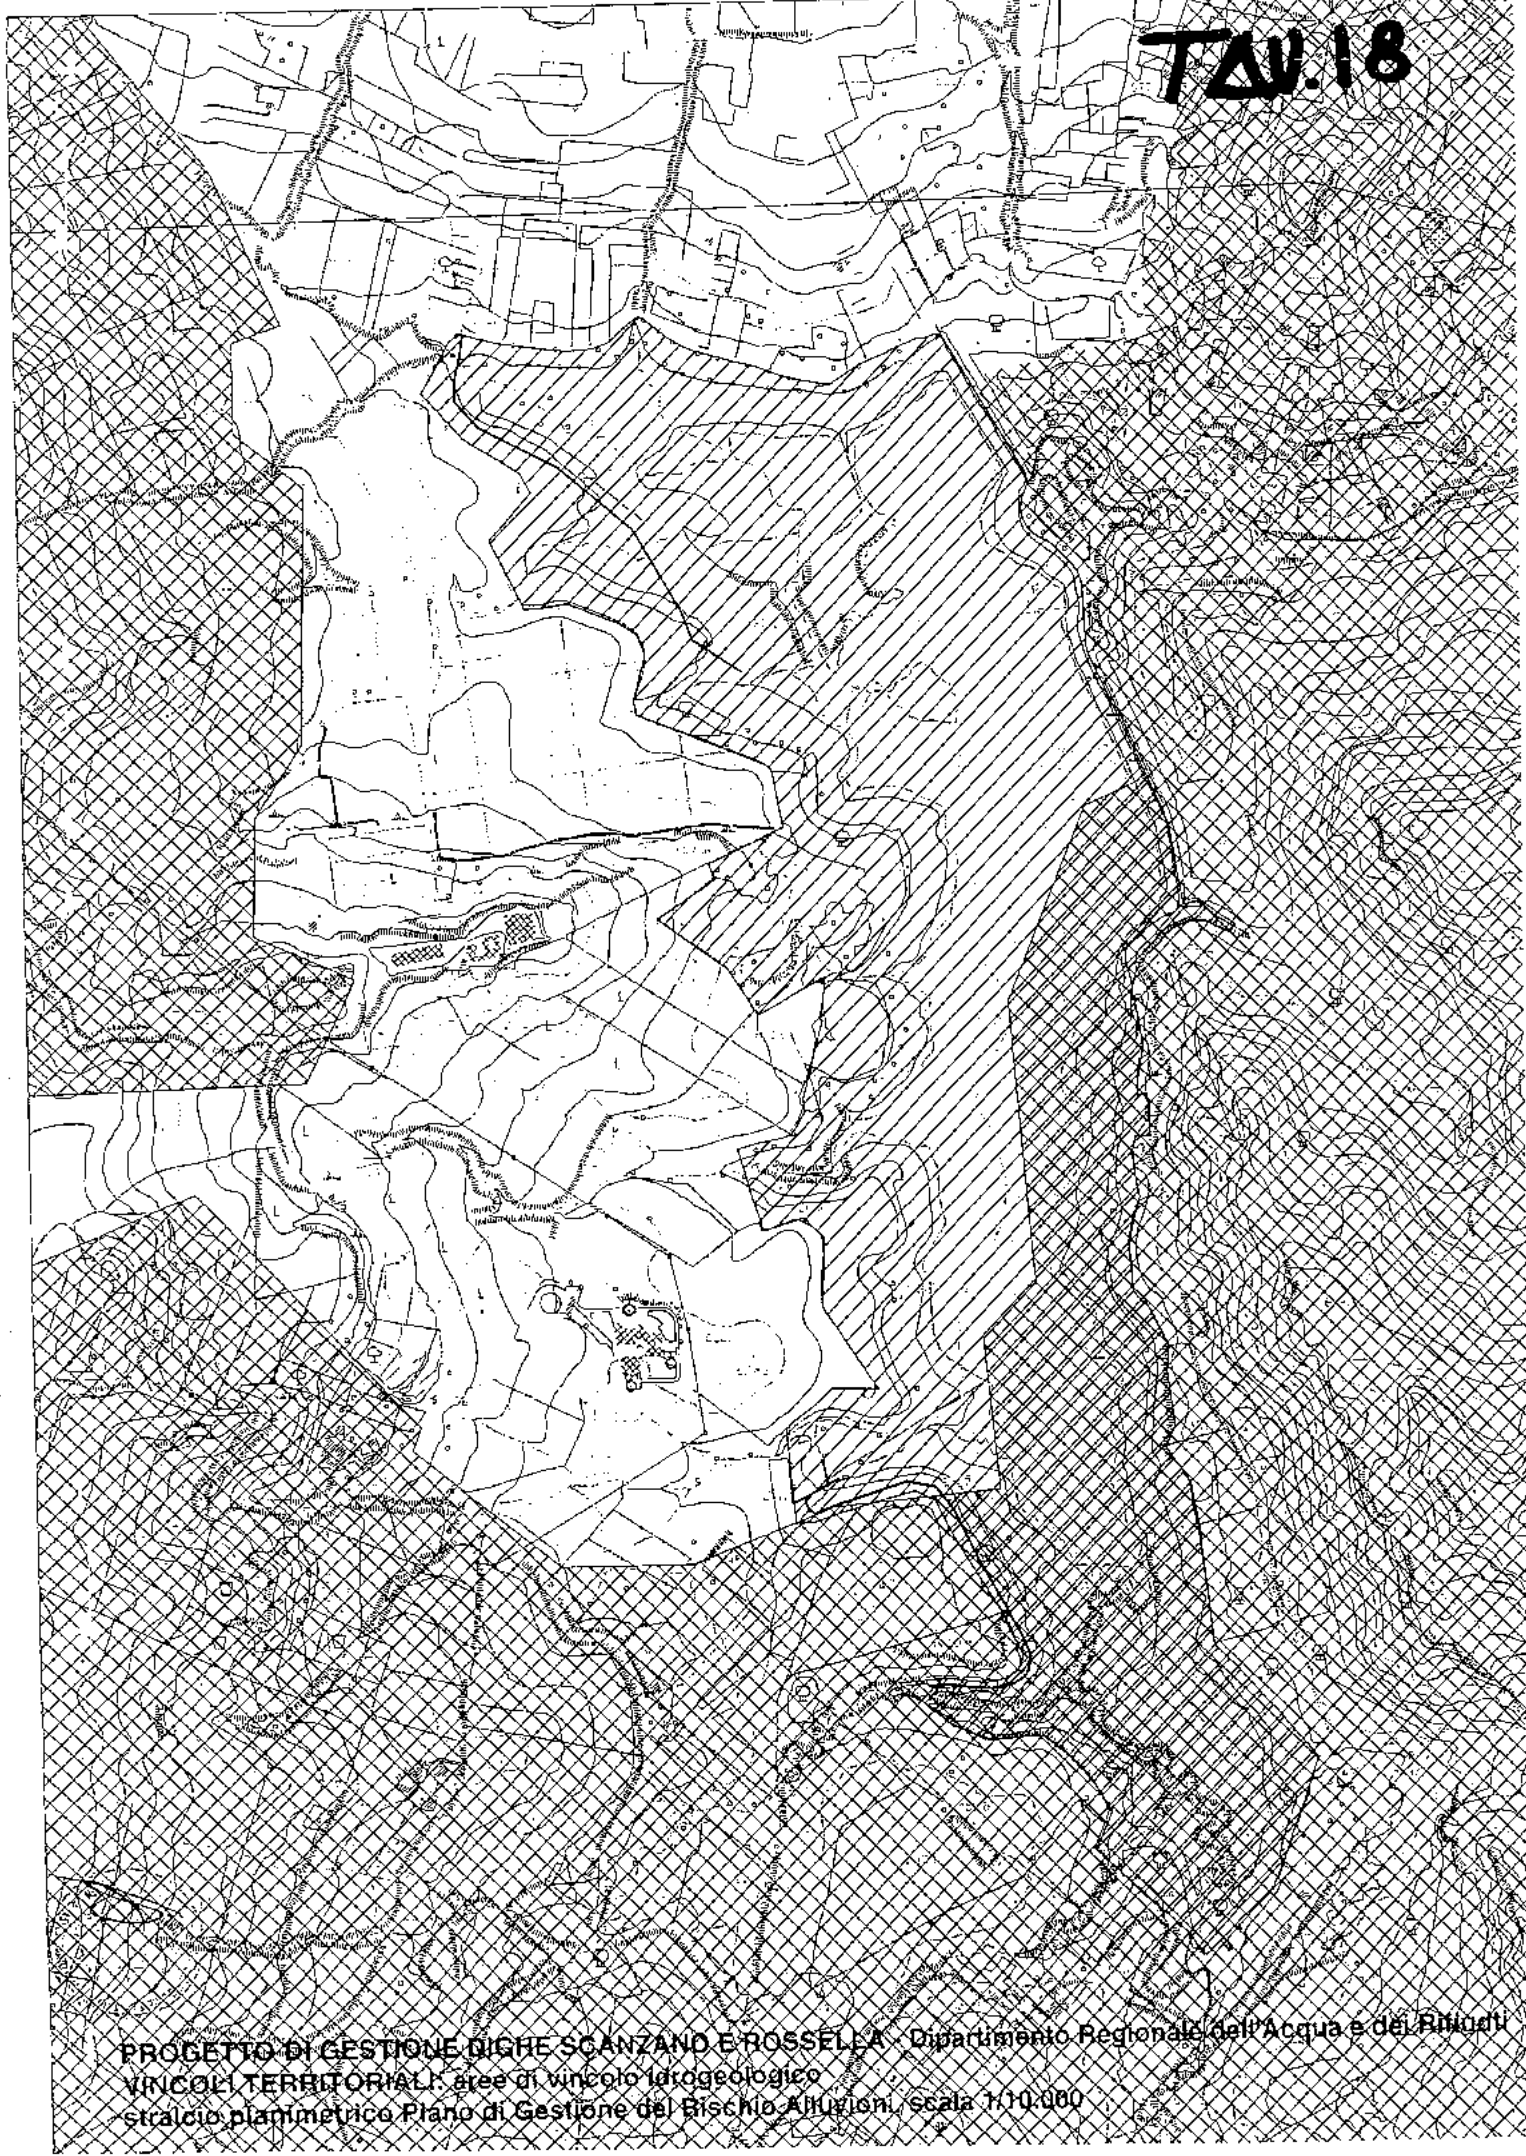 TAV.18
PROGETTO DI GESTIONE DIGHE SCANZANO E ROSSELLA - Dipartimento Regionale dell'Acqua e dei Rifiudti
VINCOLI TERRITORIALI: aree di vincolo idrogeologico
stralcio planimetrico Piano di Gestione del Rischio Alluvioni, scala 1/10.000